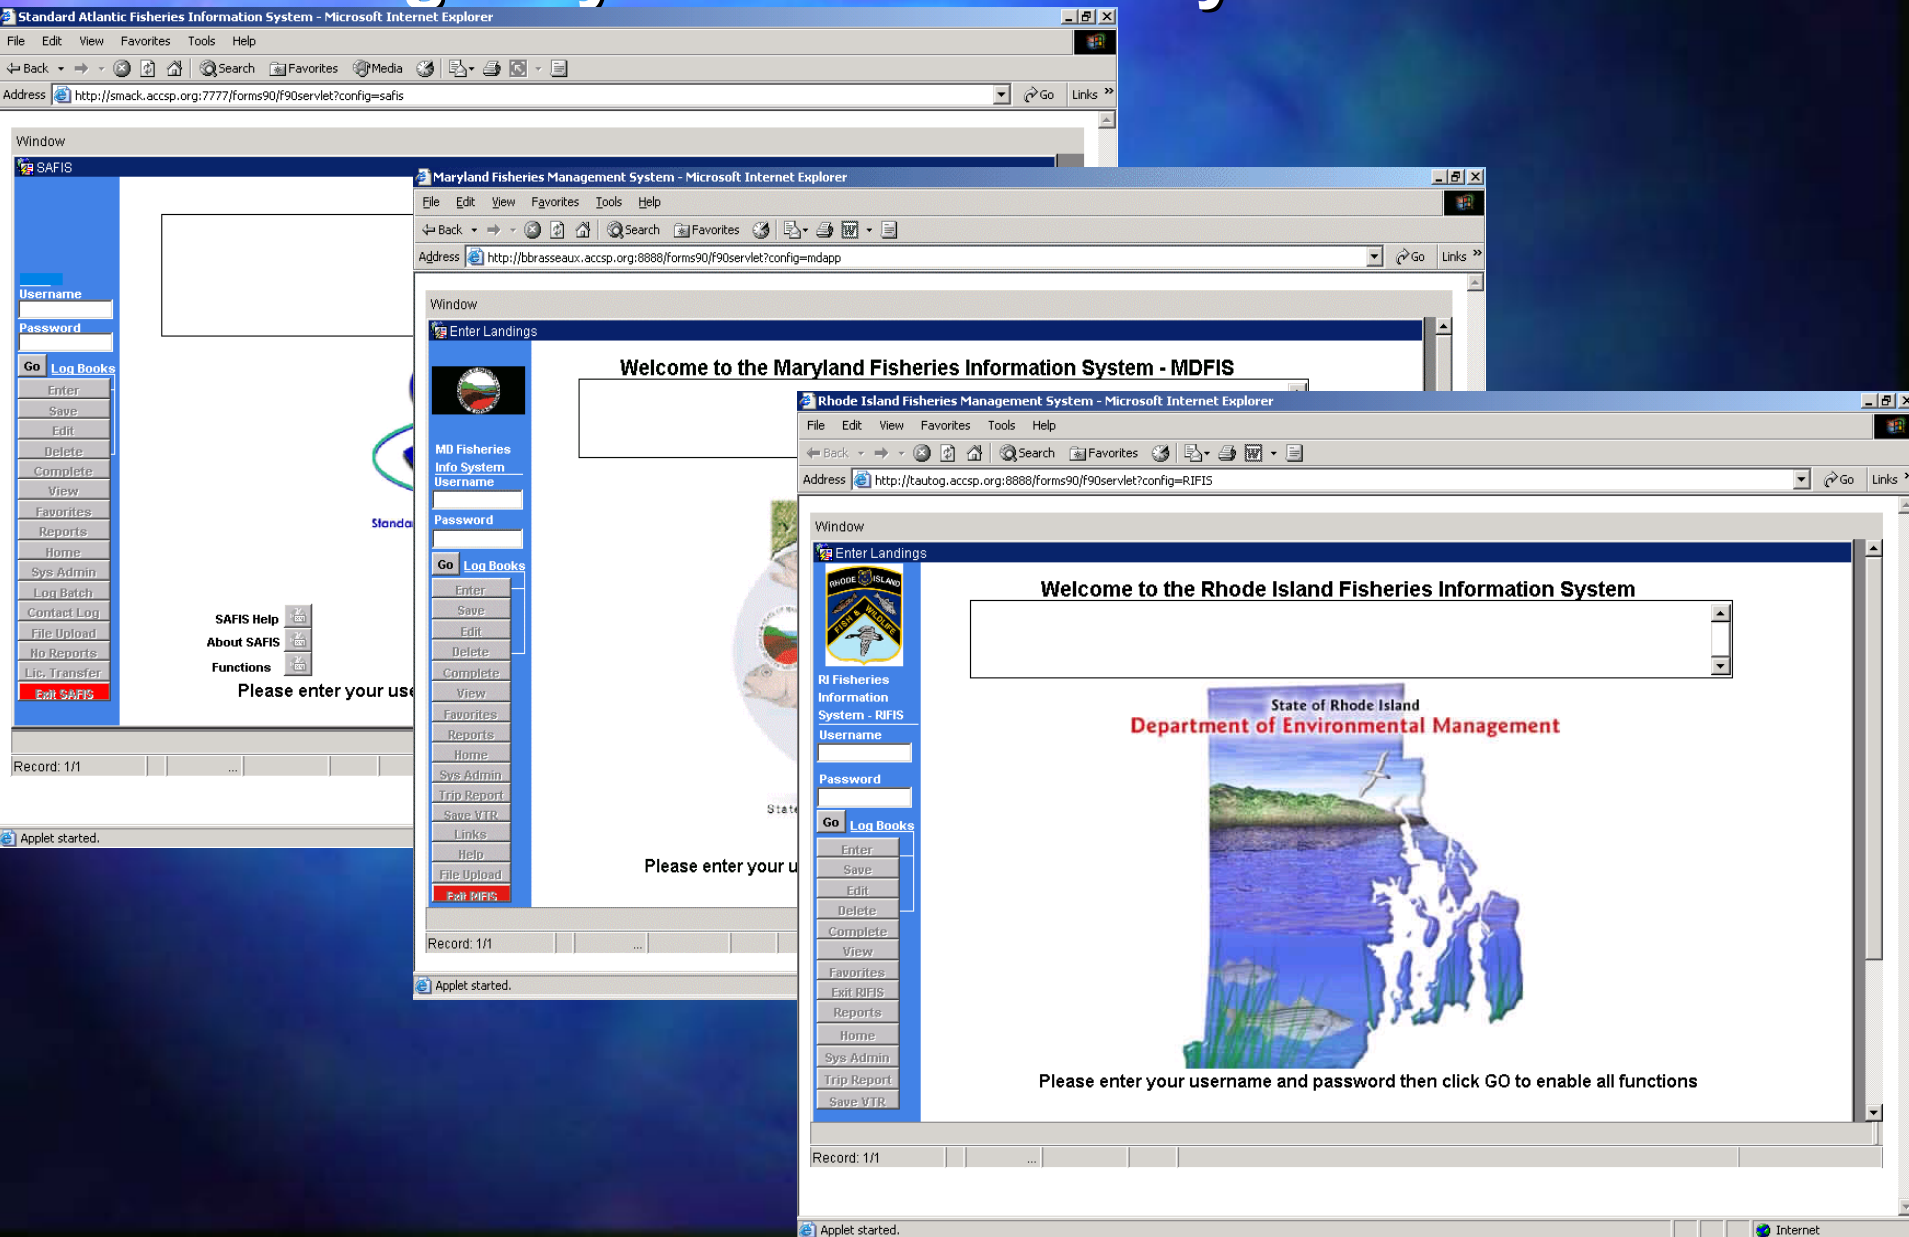 Standard Atlantic Fisheries Information System - Microsoft Internet Explorer
File Edit View Favorites Tools Help
Back Search Favorites Media
Address http://smack.accsp.org:7777/forms90/f90servlet?config=safis Go Links »
Window
SAFIS
Username
Password
Go Log Books
Enter
Save
Edit
Delete
Complete
View
Favorites
Reports
Home
Sys Admin
Log Batch
Contact Log
File Upload
No Reports
Lic. Transfer
Exit SAFIS
SAFIS Help
About SAFIS
Functions
Please enter your use
Record: 1/1 ...
Applet started.
Maryland Fisheries Management System - Microsoft Internet Explorer
File Edit View Favorites Tools Help
Back Search Favorites
Address http://bbrasseaux.accsp.org:8888/forms90/f90servlet?config=mdapp Go Links »
Window
Enter Landings
Welcome to the Maryland Fisheries Information System - MDFIS
MD Fisheries
Info System
Username
Password
Go Log Books
Enter
Save
Edit
Delete
Complete
View
Favorites
Reports
Home
Sys Admin
Trip Report
Save VTR
Links
Help
File Upload
Exit RIFIS
State
Please enter your u
Record: 1/1 ...
Applet started.
Rhode Island Fisheries Management System - Microsoft Internet Explorer
File Edit View Favorites Tools Help
Back Search Favorites
Address http://tautog.accsp.org:8888/forms90/f90servlet?config=RIFIS Go Links »
Window
Enter Landings
RHODE ISLAND
FISH & WILDLIFE
Welcome to the Rhode Island Fisheries Information System
RI Fisheries
Information
System - RIFIS
Username
Password
Go Log Books
Enter
Save
Edit
Delete
Complete
View
Favorites
Exit RIFIS
Reports
Home
Sys Admin
Trip Report
Save VTR
State of Rhode Island
Department of Environmental Management
Please enter your username and password then click GO to enable all functions
Record: 1/1 ...
Applet started. Internet